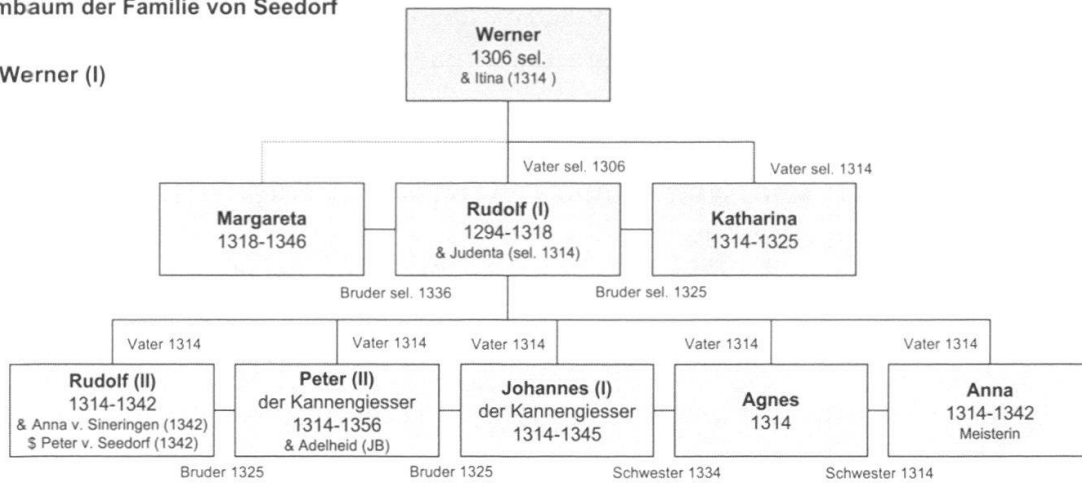 mbaum der Familie von Seedorf
Werner (I)
Werner
1306 sel.
& Itina (1314 )
Vater sel. 1306
Vater sel. 1314
Margareta
1318-1346
Rudolf (I)
1294-1318
& Judenta (sel. 1314)
Katharina
1314-1325
Bruder sel. 1336
Bruder sel. 1325
Vater 1314
Vater 1314
Vater 1314
Vater 1314
Vater 1314
Rudolf (II)
1314-1342
& Anna v. Sineringen (1342)
$ Peter v. Seedorf (1342)
Peter (II)
der Kannengiesser
1314-1356
& Adelheid (JB)
Johannes (I)
der Kannengiesser
1314-1345
Agnes
1314
Anna
1314-1342
Meisterin
Bruder 1325
Bruder 1325
Schwester 1334
Schwester 1314